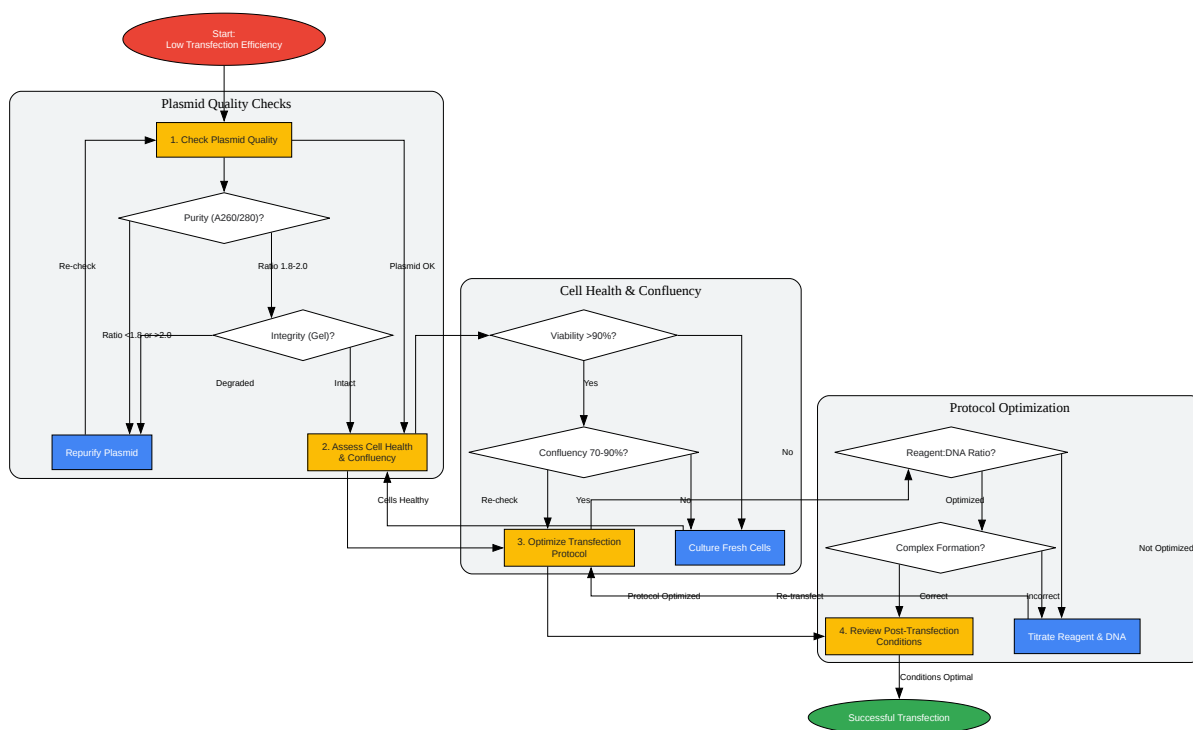 Start:
Low Transfection Efficiency
Plasmid Quality Checks
1. Check Plasmid Quality
Purity (A260/280)?
Re-check
Ratio 1.8-2.0
Plasmid OK
Cell Health & Confluency
Ratio <1.8 or >2.0
Integrity (Gel)?
Viability >90%?
Degraded
Intact
Yes
Protocol Optimization
Repurify Plasmid
2. Assess Cell Health
& Confluency
Confluency 70-90%?
No
Reagent:DNA Ratio?
Cells Healthy
Re-check
Yes
No
Optimized
3. Optimize Transfection
Protocol
Culture Fresh Cells
Complex Formation?
Not Optimized
Protocol Optimized
Re-transfect
Correct
Incorrect
4. Review Post-Transfection
Conditions
Titrate Reagent & DNA
Conditions Optimal
Successful Transfection